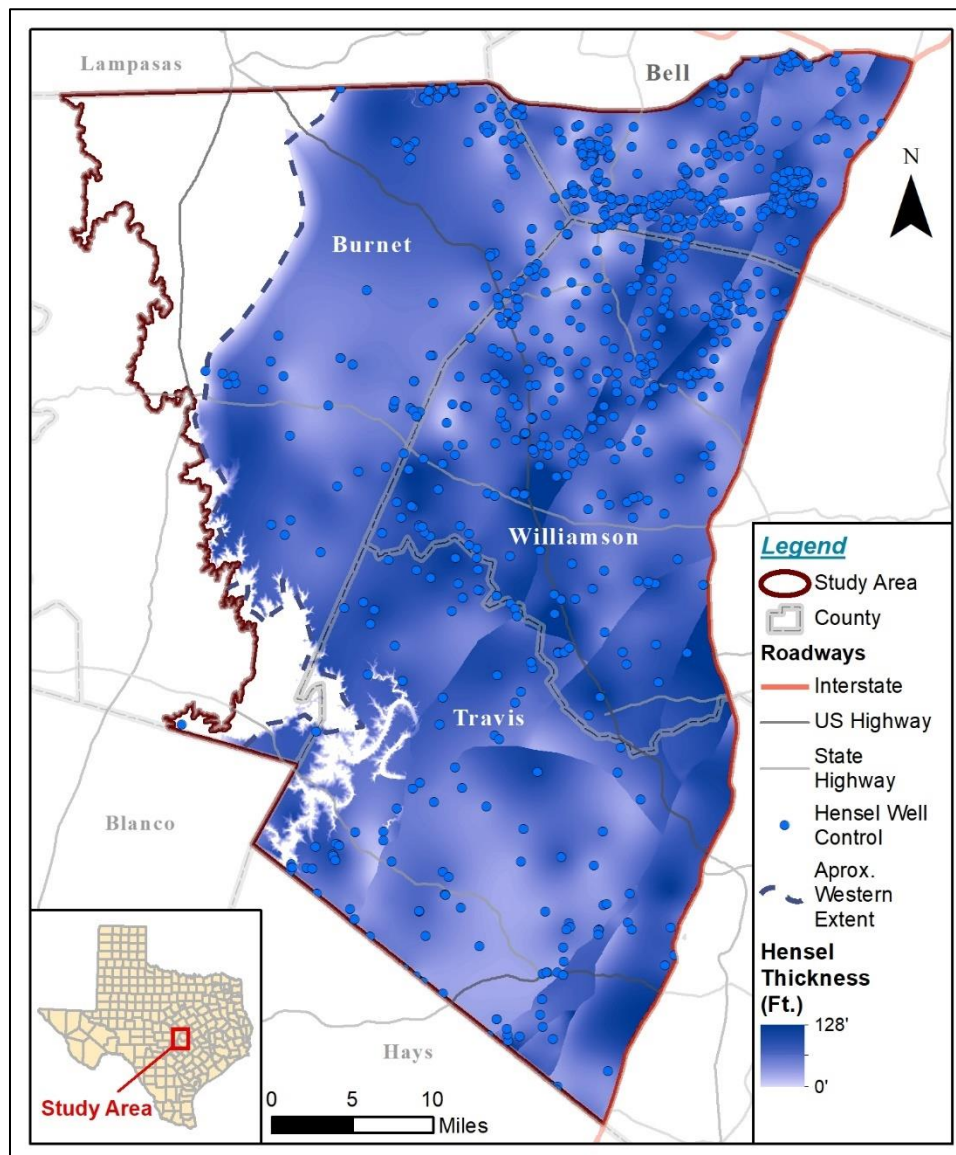 Lampasas
Bell
N
Burnet
Williamson
Travis
Blanco
Hays
Legend
Study Area
County
Roadways
Interstate
US Highway
State
Highway
Hensel Well
Control
Aprox.
Western
Extent
Hensel
Thickness
(Ft.)
128'
0'
Study Area
0 5 10
Miles